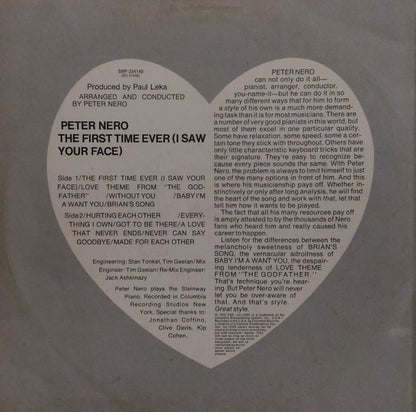 SBP 234148
Produced by Paul Leka
ARRANGED AND CONDUCTED
BY PETER NERO
PETER NERO
THE FIRST TIME EVER (I SAW
YOUR FACE)
Side 1/THE FIRST TIME EVER (I SAW YOUR
FACE)/LOVE THEME FROM "THE GOD-
FATHER" /WITHOUT YOU /BABY I'M
A WANT YOU/BRIAN'S SONG
Side2/HURTING EACH OTHER /EVERY-
THING I OWN/GOT TO BE THERE/A LOVE
THAT NEVER ENDS/NEVER CAN SAY
GOODBYE/MADE FOR EACH OTHER
Engineering: Stan Tonkel, Tim Geelan/Mix
Engineer: Tim Geelan/Re-Mix Engineer:
Jack Ashkinazy
Peter Nero plays the Steinway
Piano. Recorded in Columbia
Recording Studios New
York. Special thanks to:
Jonathan Coffino,
Clive Davis, Kip
Cohen.
PETER NERO
can not only do it all—
pianist, arranger, conductor,
you-name-it—but he can do it in so
many different ways that for him to form
a style of his own is a much more demand-
ing task than it is for most musicians. There are
a number of very good pianists in this world, but
most of them excel in one particular quality.
Some have relaxation, some speed, some a cer-
tain tone they stick with throughout. Others have
only little characteristic keyboard tricks that are
their signature. They're easy to recognize be-
cause every piece sounds the same. With Peter
Nero, the problem is always to limit himself to just
one of the many options in front of him. And this
is where his musicianship pays off. Whether in-
stinctively or only after long analysis, he will find
the heart of the song and work with that, let that
tell him how it wants to be played.
The fact that all his many resources pay off
is amply attested to by the thousands of Nero
fans who heard him and really caused his
career to happen.
Listen for the differences between the
melancholy sweetness of BRIAN'S
SONG, the vernacular adroitness of
BABY I'M A WANT YOU, the despair-
ing tenderness of LOVE THEME
FROM "THE GODFATHER."
That's technique you're hear-
ing. But Peter Nero will never
let you be over-aware of
that. And that's style.
Great style.